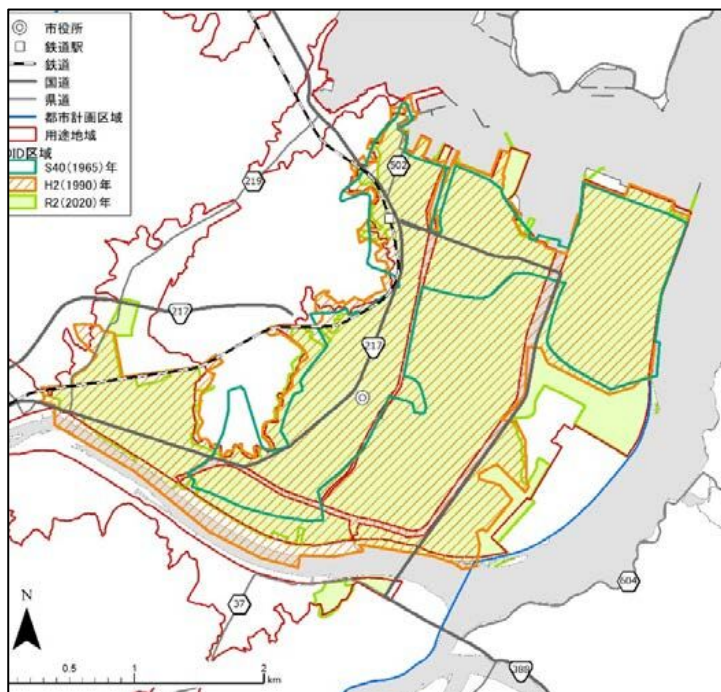 市役所
鉄道駅
鉄道
国道
県道
都市計画区域
用途地域
DID区域
S40(1965)年
H2(1990)年
R2(2020)年
502
219
217
217
37
604
388
N
0.5 1 2
km